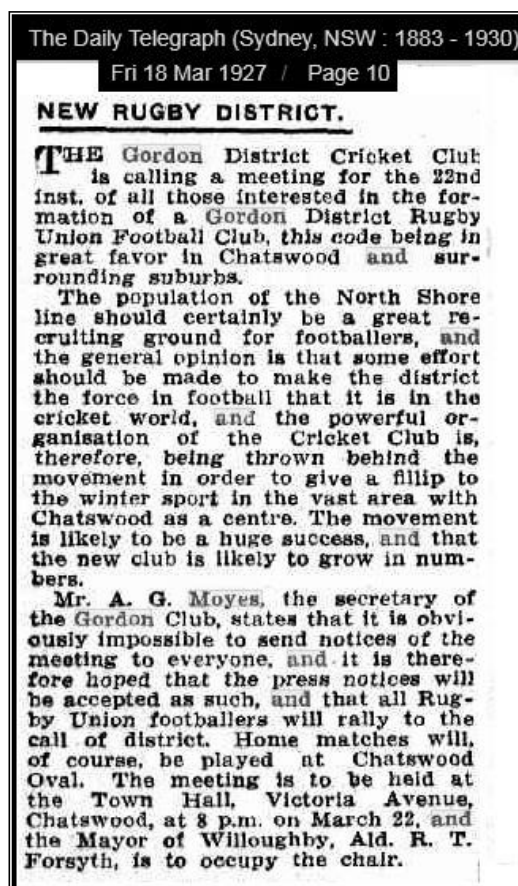 The Daily Telegraph (Sydney, NSW : 1883 - 1930)
Fri 18 Mar 1927 / Page 10
NEW RUGBY DISTRICT.
THE Gordon District Cricket Club
is calling a meeting for the 22nd
inst. of all those interested in the for-
mation of a Gordon District Rugby
Union Football Club, this code being in
great favor in Chatswood and sur-
rounding suburbs.
The population of the North Shore
line should certainly be a great re-
cruiting ground for footballers, and
the general opinion is that some effort
should be made to make the district
the force in football that it is in the
cricket world, and the powerful or-
ganisation of the Cricket Club is,
therefore, being thrown behind the
movement in order to give a fillip to
the winter sport in the vast area with
Chatswood as a centre. The movement
is likely to be a huge success, and that
the new club is likely to grow in num-
bers.
Mr. A. G. Moyes, the secretary of
the Gordon Club, states that it is obvi-
ously impossible to send notices of the
meeting to everyone, and it is there-
fore hoped that the press notices will
be accepted as such, and that all Rug-
by Union footballers will rally to the
call of district. Home matches will,
of course, be played at Chatswood
Oval. The meeting is to be held at
the Town Hall, Victoria Avenue,
Chatswood, at 8 p.m. on March 22, and
the Mayor of Willoughby, Ald. R. T.
Forsyth, is to occupy the chair.